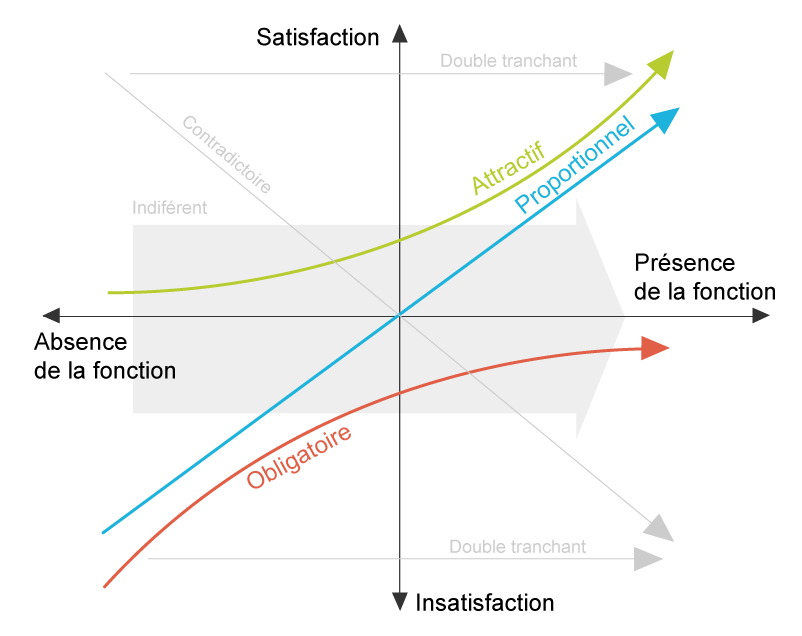 Satisfaction
Double tranchant
Contradictoire
Attractif
Proportionnel
Indiférent
Présence
de la fonction
Absence
de la fonction
Obligatoire
Double tranchant
Insatisfaction